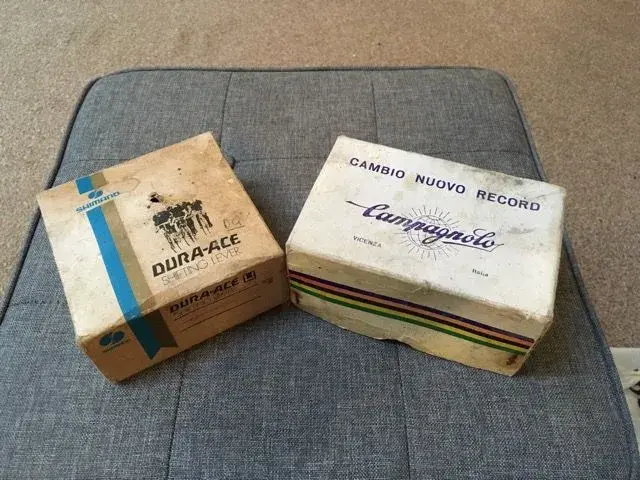 SHIMANO
DURA-ACE
SHIFTING LEVER
DURA-ACE
CAMBIO NUOVO RECORD
Campagnolo
VICENZA
Italia